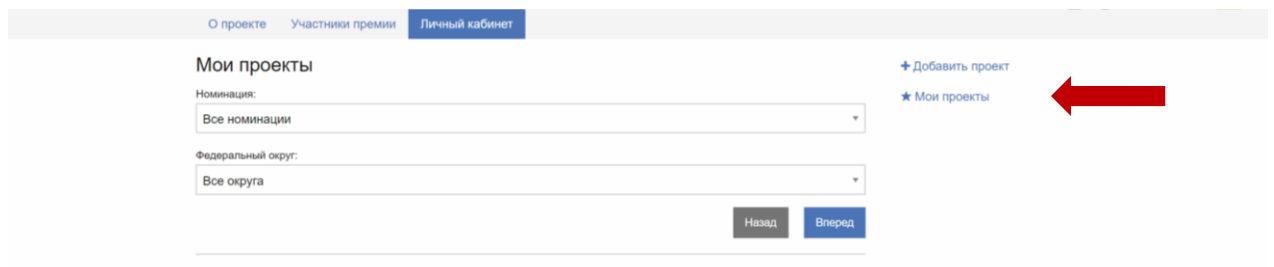 О проекте Участники премии Личный кабинет
Мои проекты
Добавить проект
Номинация:
Мои проекты
Все номинации
Федеральный округ:
Все округа
Назад Вперед